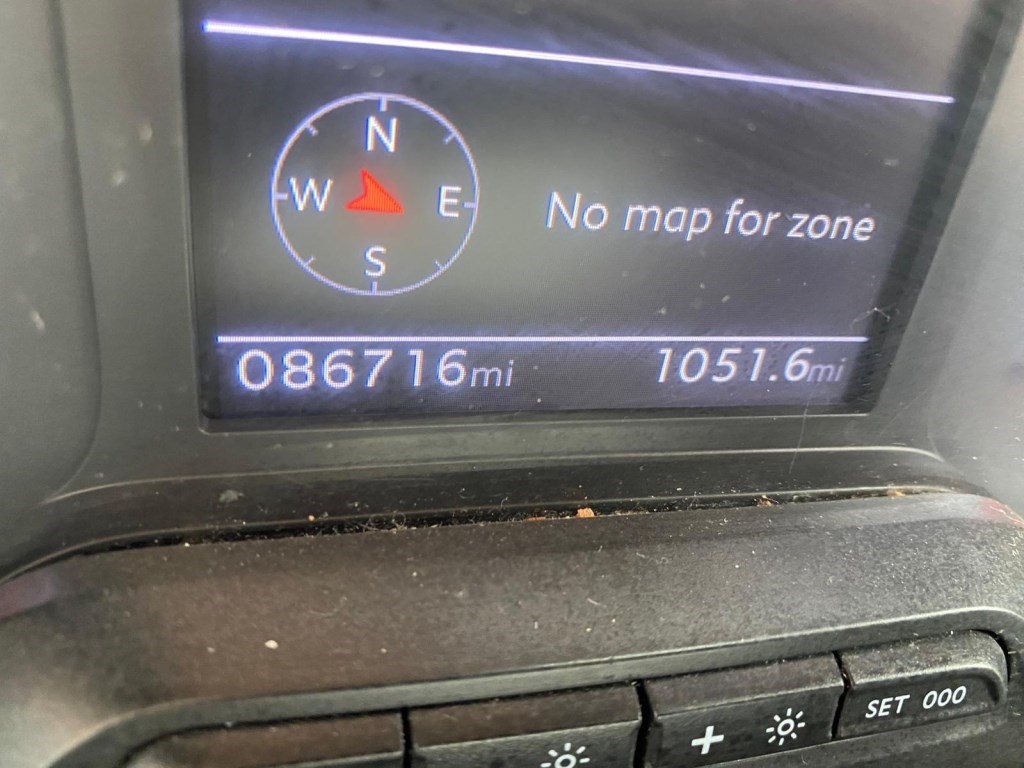 N
W E
S
No map for zone
086716mi 1051.6mi
+ SET 000